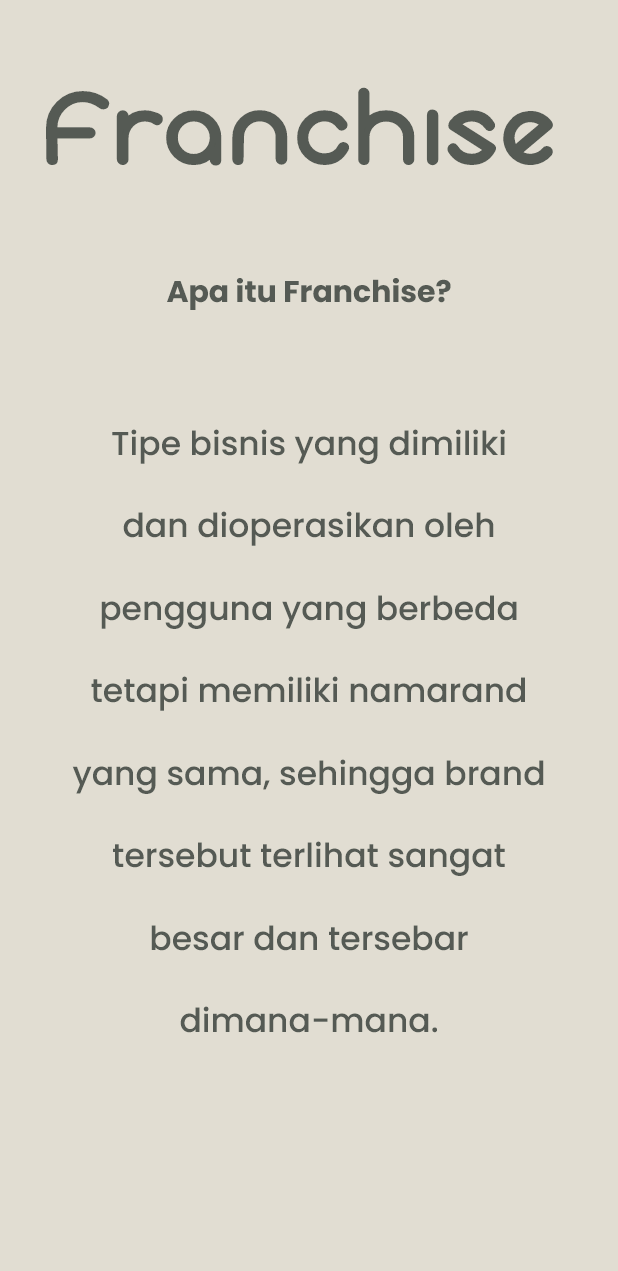 Franchise
Apa itu Franchise?
Tipe bisnis yang dimiliki
dan dioperasikan oleh
pengguna yang berbeda
tetapi memiliki namarand
yang sama, sehingga brand
tersebut terlihat sangat
besar dan tersebar
dimana-mana.